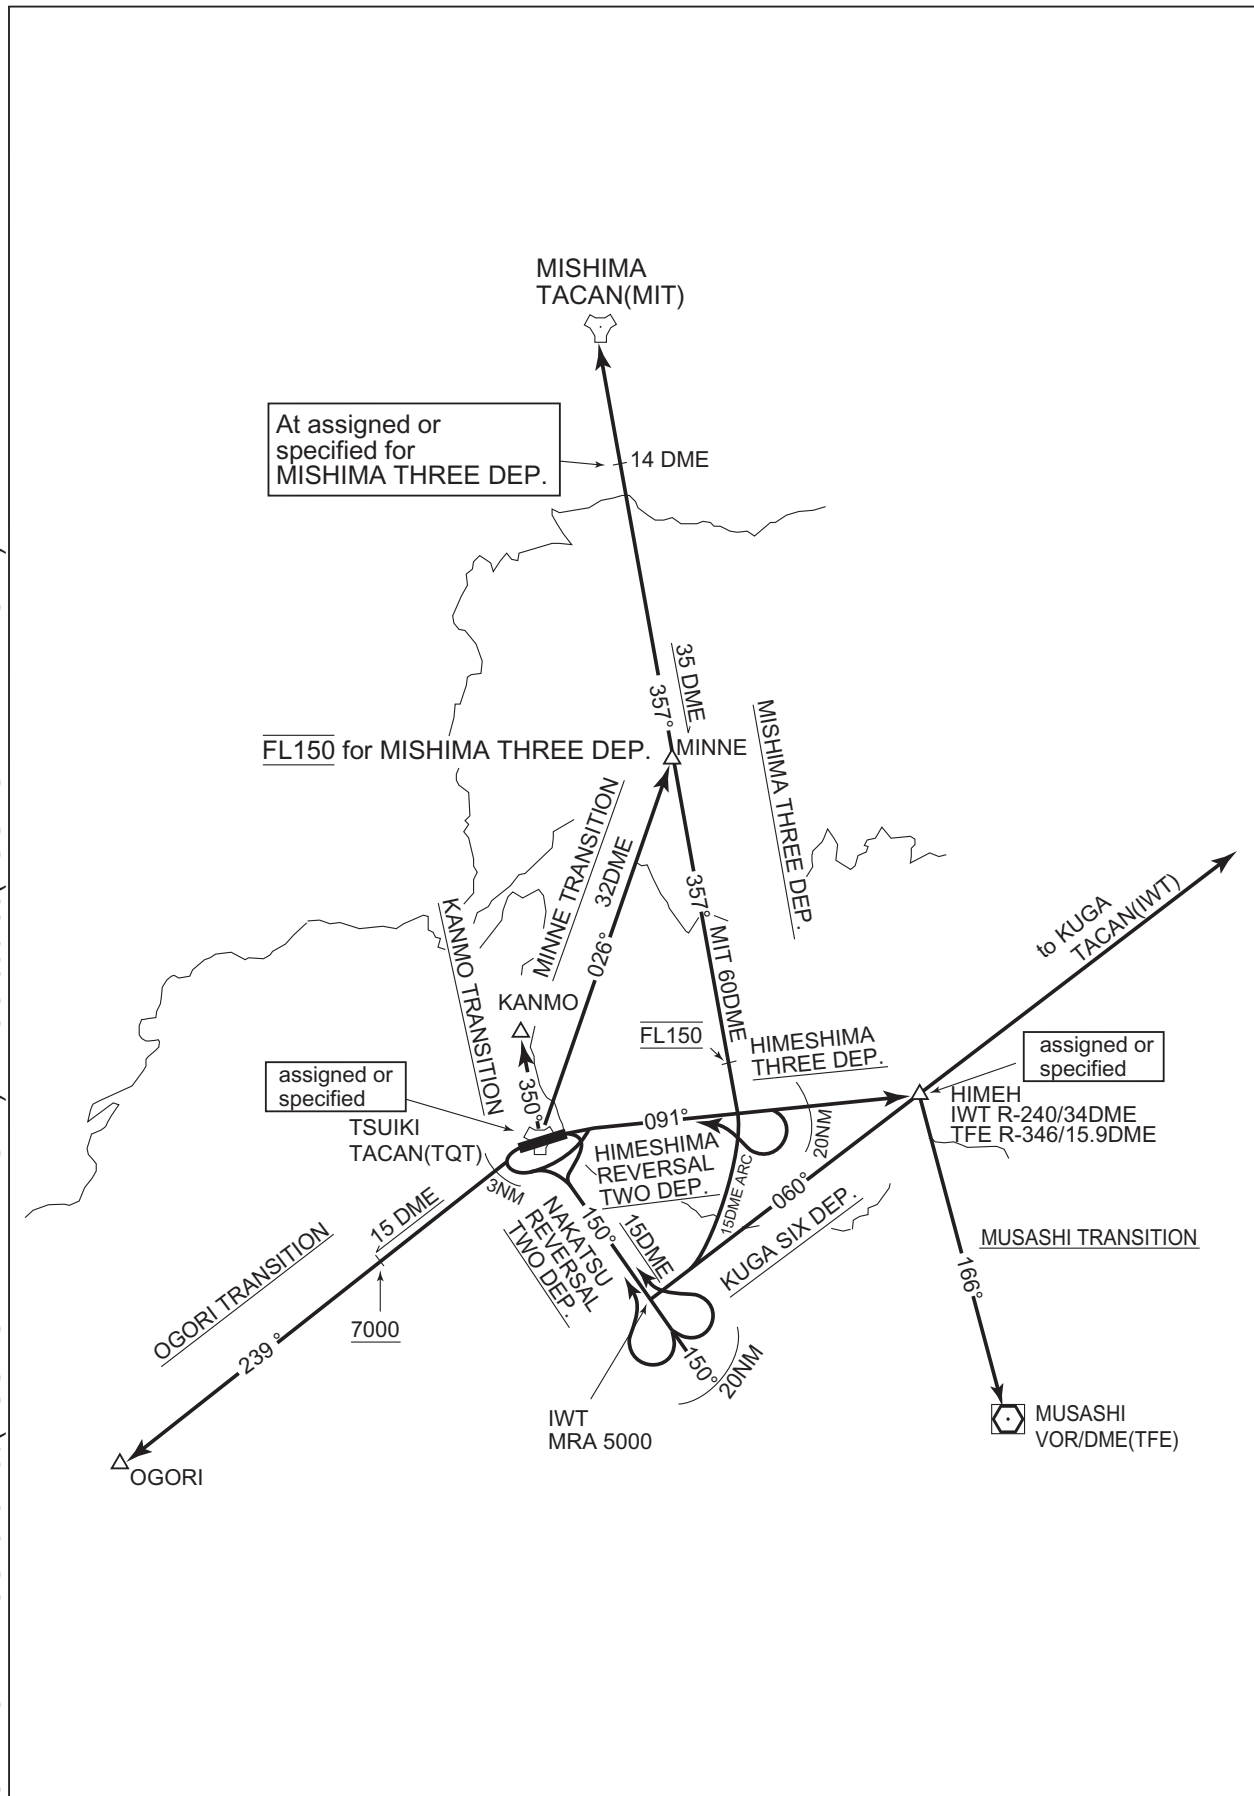 MISHIMA
TACAN(MIT)
At assigned or
specified for
MISHIMA THREE DEP.
14 DME
35 DME
357°
FL150 for MISHIMA THREE DEP.
MINNE
MISHIMA THREE DEP.
MINNE TRANSITION
32DME
026°
KANMO TRANSITION
357°
MIT 60DME
to KUGA
TACAN(IWT)
KANMO
FL150
HIMESHIMA
THREE DEP.
assigned or
specified
assigned or
specified
350°
TSUIKI
TACAN(TQT)
091°
20NM
HIMEH
IWT R-240/34DME
TFE R-346/15.9DME
HIMESHIMA
REVERSAL
TWO DEP.
3NM
15DME ARC
060°
15 DME
NAKATSU
REVERSAL
TWO DEP.
150°
15DME
KUGA SIX DEP.
MUSASHI TRANSITION
166°
OGORI TRANSITION
7000
239°
150°
20NM
IWT
MRA 5000
MUSASHI
VOR/DME(TFE)
OGORI